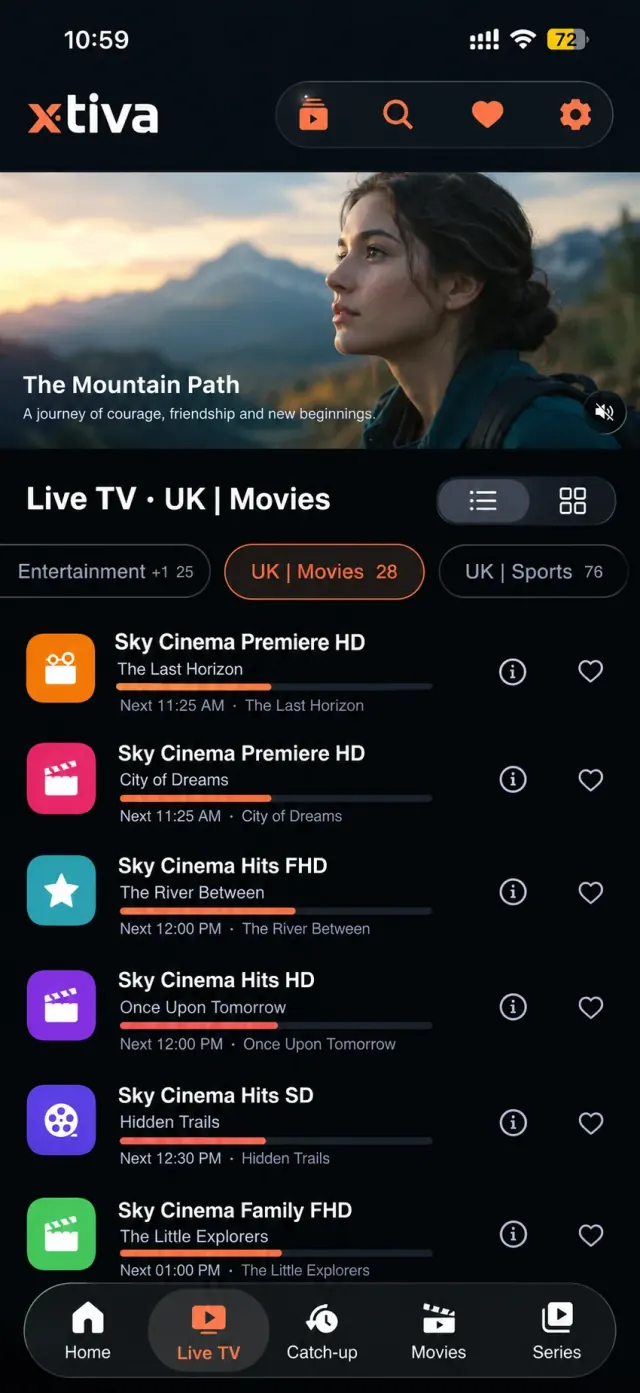 10:59
72
xtiva
The Mountain Path
A journey of courage, friendship and new beginnings.
Live TV · UK | Movies
Entertainment +1 25
UK | Movies 28
UK | Sports 76
Sky Cinema Premiere HD
The Last Horizon
Next 11:25 AM · The Last Horizon
Sky Cinema Premiere HD
City of Dreams
Next 11:25 AM · City of Dreams
Sky Cinema Hits FHD
The River Between
Next 12:00 PM · The River Between
Sky Cinema Hits HD
Once Upon Tomorrow
Next 12:00 PM · Once Upon Tomorrow
Sky Cinema Hits SD
Hidden Trails
Next 12:30 PM · Hidden Trails
Sky Cinema Family FHD
The Little Explorers
Next 01:00 PM · The Little Explorers
Home
Live TV
Catch-up
Movies
Series